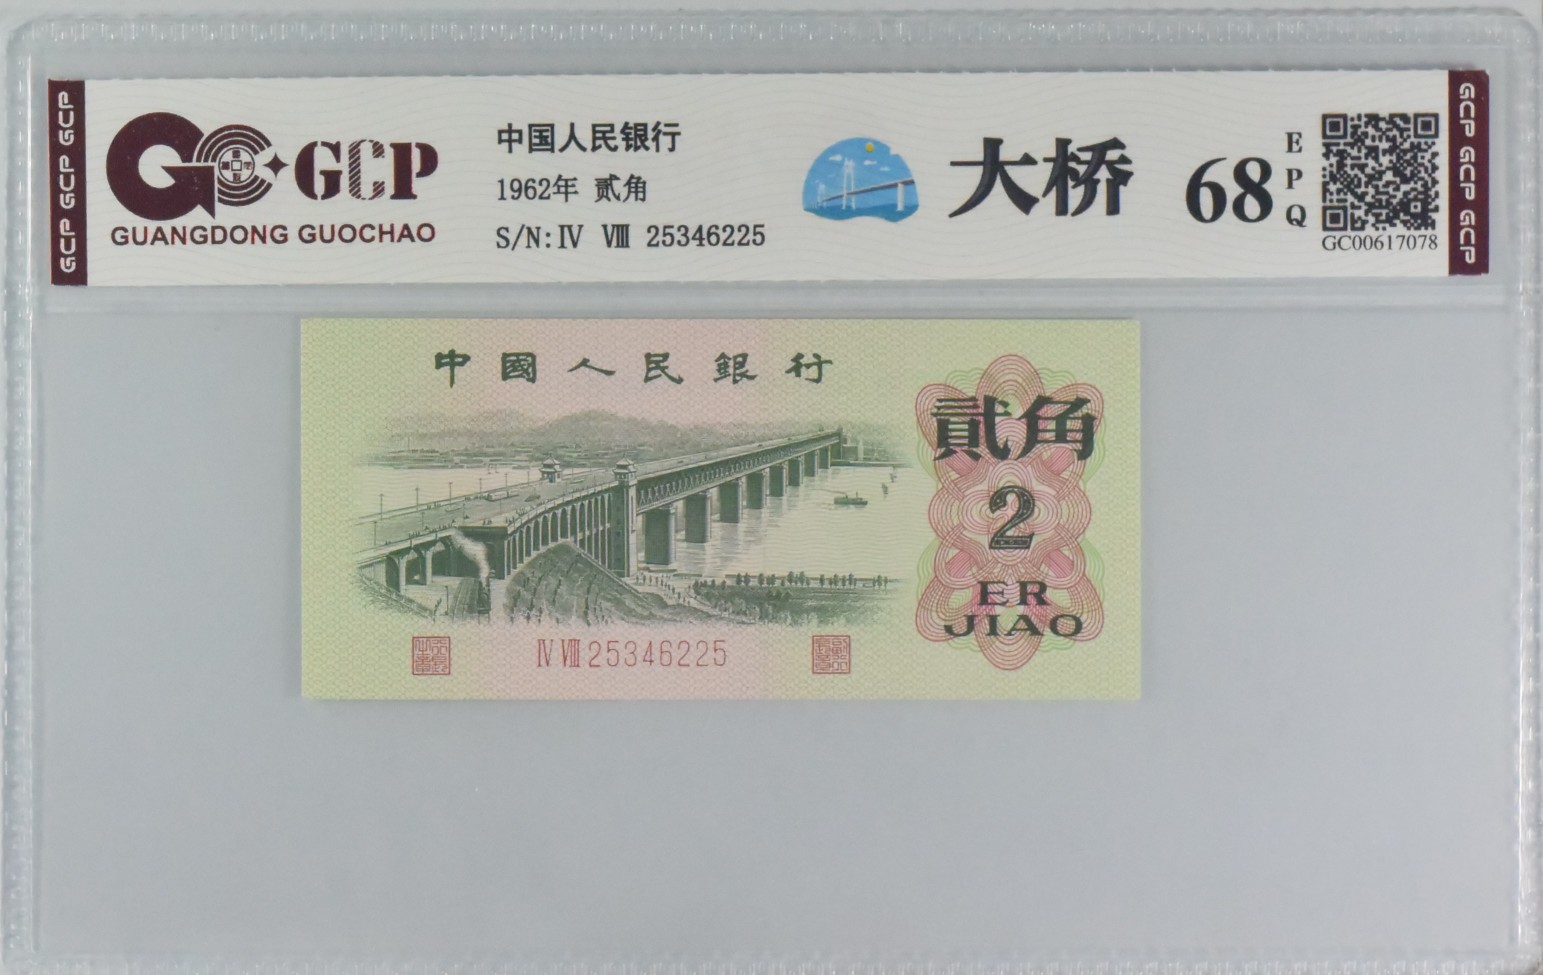 GCP GCP GCP
GCP
GUANGDONG GUOCHAO
中国人民银行
1962年 贰角
S/N:Ⅳ Ⅷ 25346225
大桥
68
EPQ
GC00617078
GCP GCP GCP
中國人民銀行
貳角
2
ER
JIAO
Ⅳ Ⅷ 25346225